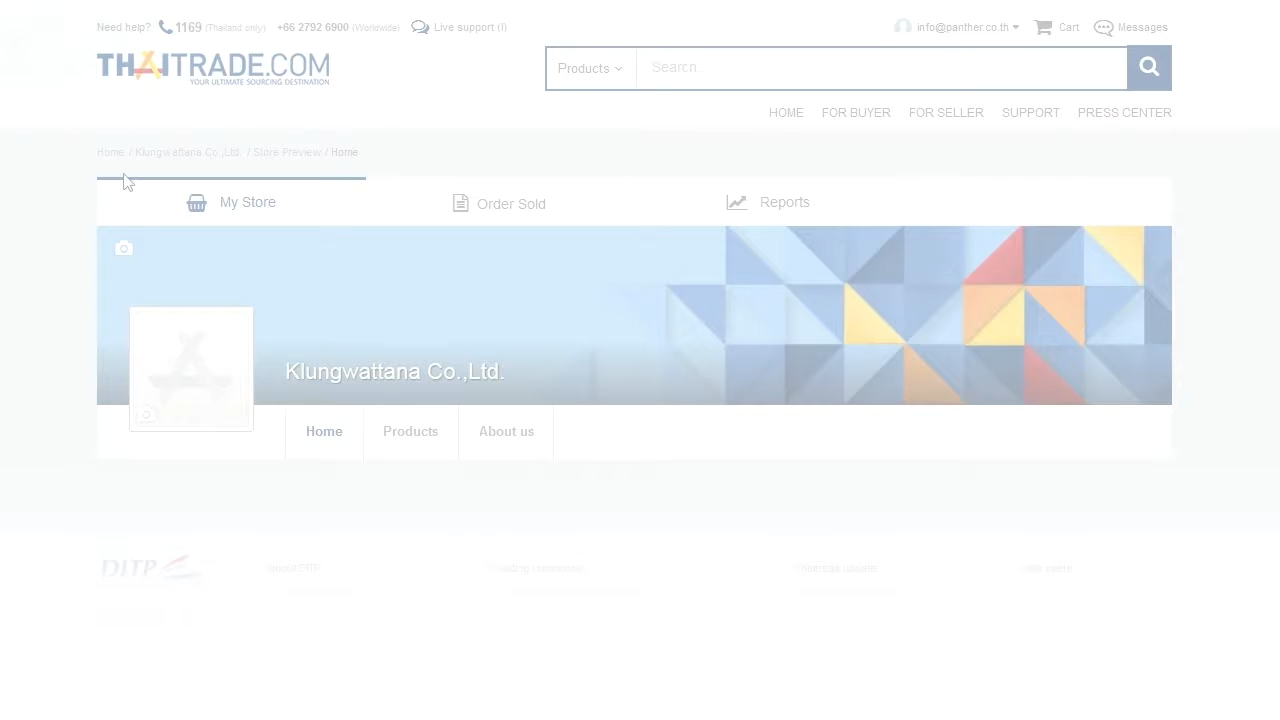 Need help? 1169 (Thailand only) +66 2792 6900 (Worldwide) Live support (I) info@panther.co.th Cart Messages
THAITRADE.COM
YOUR ULTIMATE SOURCING DESTINATION
Products Search
HOME FOR BUYER FOR SELLER SUPPORT PRESS CENTER
Home / Klungwattana Co.,Ltd. / Store Preview / Home
My Store Order Sold Reports
Klungwattana Co.,Ltd.
Home Products About us
DITP About DITP